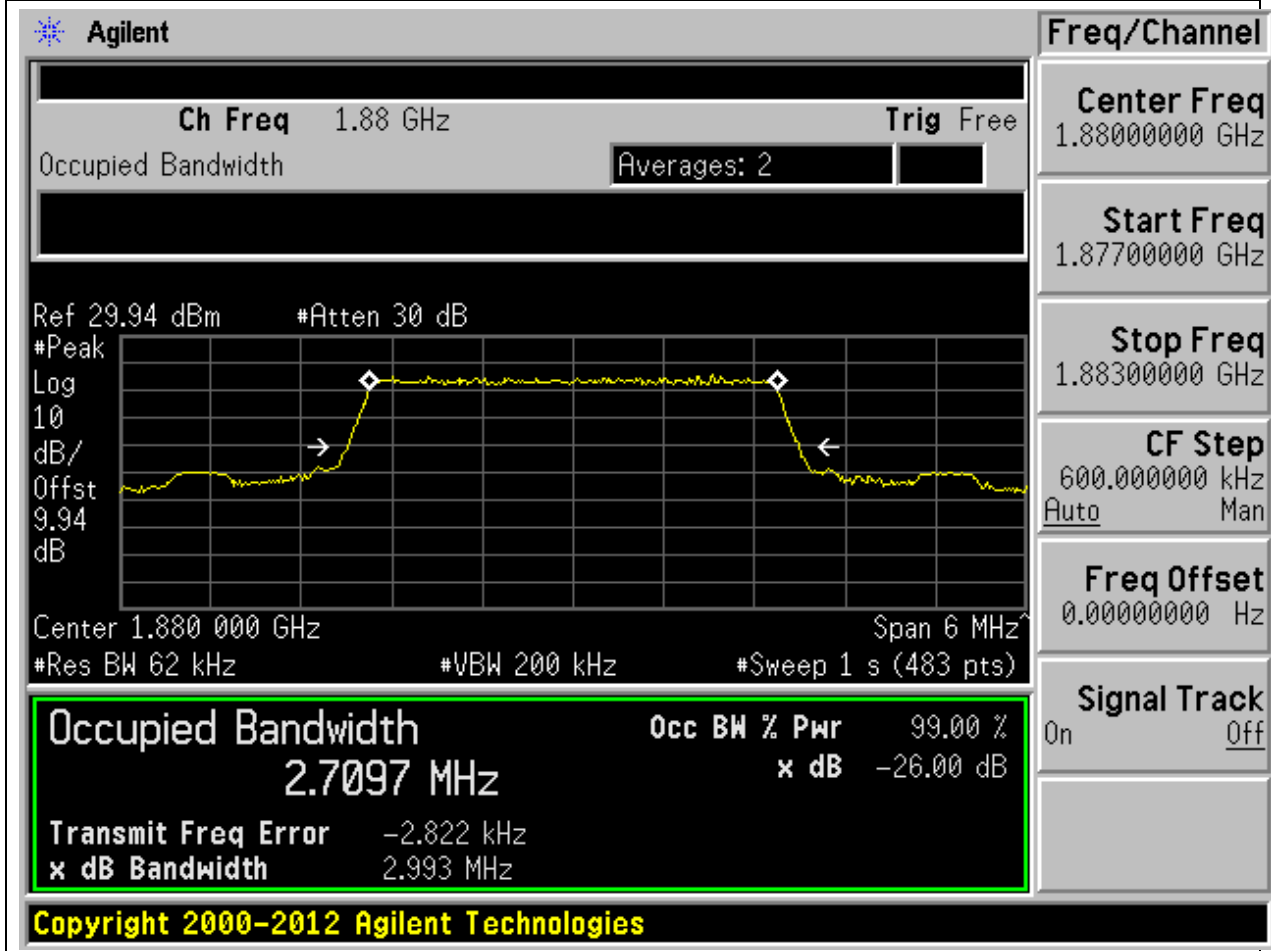 Agilent
Freq/Channel
Ch Freq 1.88 GHz Trig Free
Occupied Bandwidth Averages: 2
Ref 29.94 dBm #Atten 30 dB
#Peak
Log
10
dB/
Offst
9.94
dB
Center 1.880 000 GHz Span 6 MHz^
#Res BW 62 kHz #VBW 200 kHz #Sweep 1 s (483 pts)
Occupied Bandwidth Occ BW % Pwr 99.00 %
2.7097 MHz x dB -26.00 dB
Transmit Freq Error -2.822 kHz
x dB Bandwidth 2.993 MHz
Copyright 2000-2012 Agilent Technologies
Center Freq
1.88000000 GHz
Start Freq
1.87700000 GHz
Stop Freq
1.88300000 GHz
CF Step
600.000000 kHz
Auto Man
Freq Offset
0.00000000 Hz
Signal Track
On Off